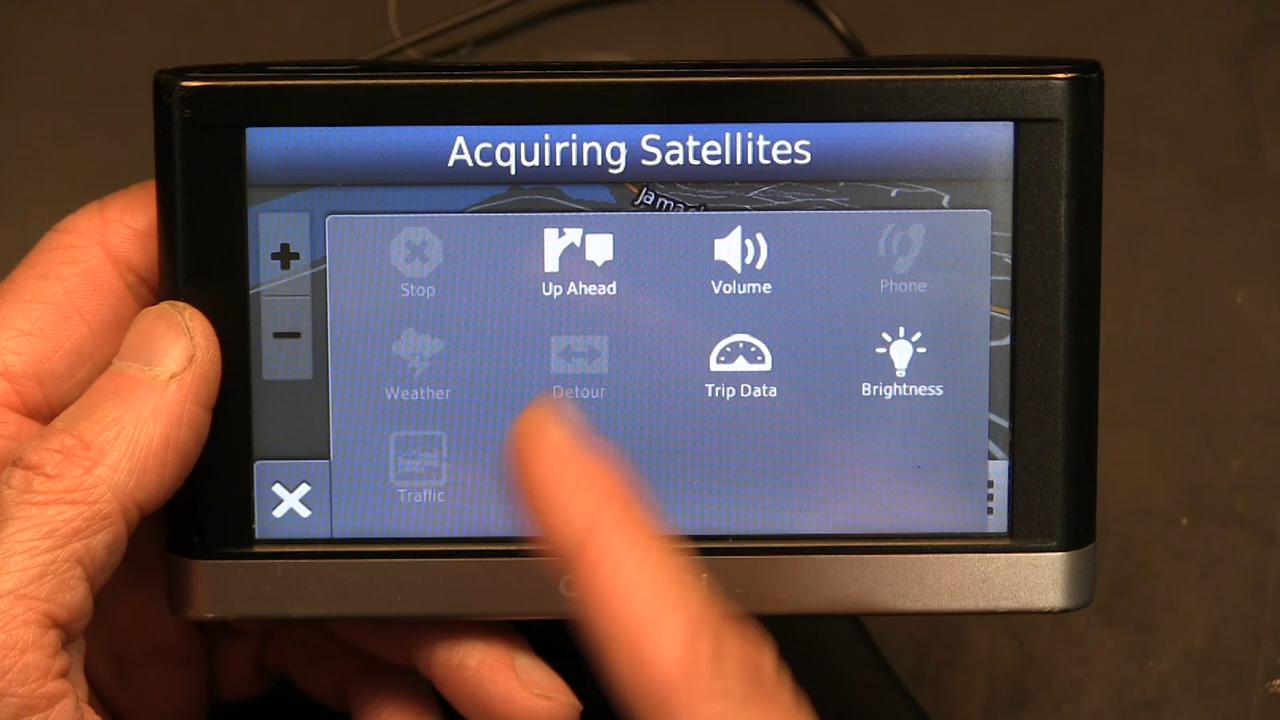 Acquiring Satellites
Stop
Up Ahead
Volume
Phone
Weather
Detour
Trip Data
Brightness
Traffic